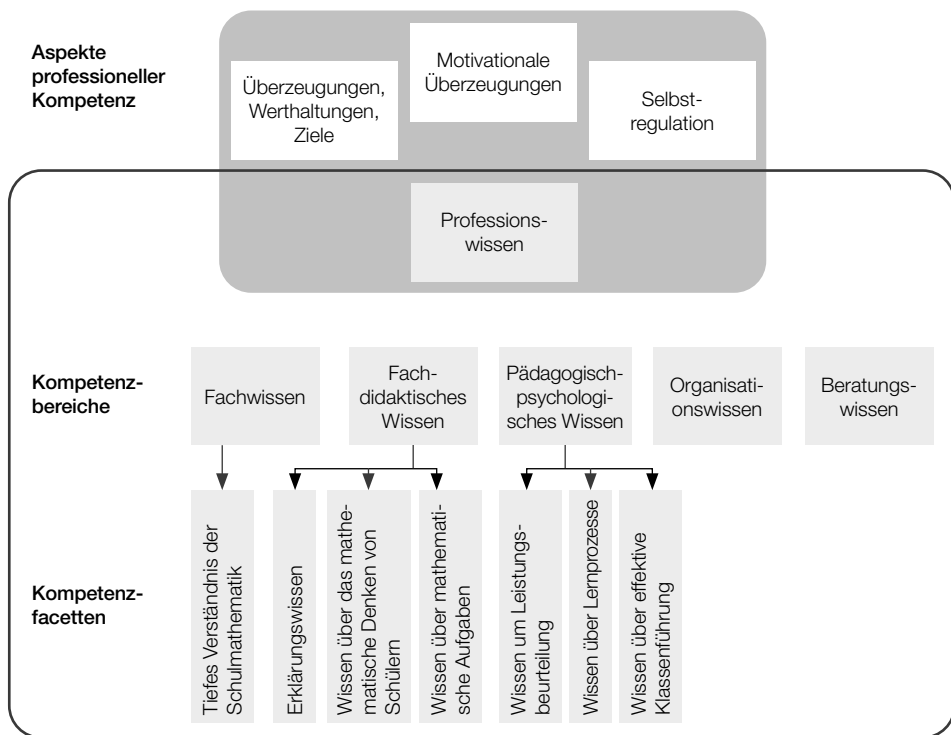 Aspekte
professioneller
Kompetenz
Überzeugungen,
Werthaltungen,
Ziele
Motivationale
Überzeugungen
Selbst-
regulation
Professions-
wissen
Kompetenz-
bereiche
Fachwissen
Fach-
didaktisches
Wissen
Pädagogisch-
psychologi-
sches Wissen
Organisati-
onswissen
Beratungs-
wissen
Kompetenz-
facetten
Tiefes Verständnis der
Schulmathematik
Erklärungswissen
Wissen über das mathe-
matische Denken von
Schülern
Wissen über mathemati-
sche Aufgaben
Wissen um Leistungs-
beurteilung
Wissen über Lernprozesse
Wissen über effektive
Klassenführung